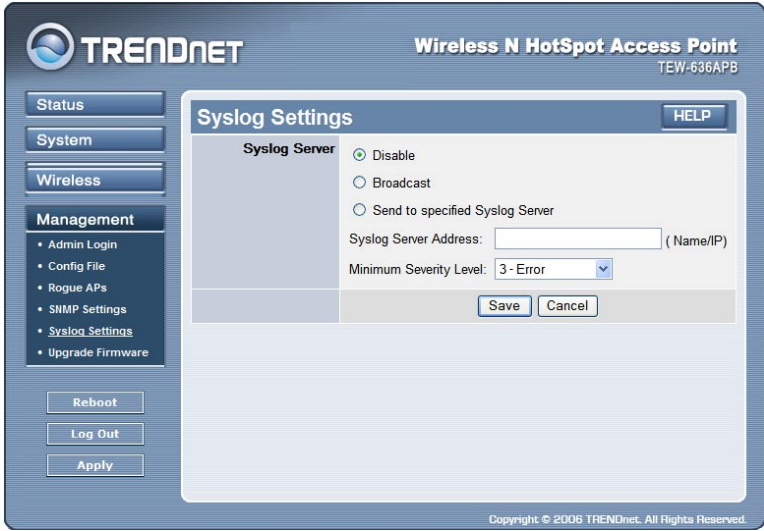 TRENDNET
Wireless N HotSpot Access Point
TEW-636APB
Status
System
Wireless
Management
• Admin Login
• Config File
• Rogue APs
• SNMP Settings
• Syslog Settings
• Upgrade Firmware
Reboot
Log Out
Apply
Syslog Settings
HELP
Syslog Server
Disable
Broadcast
Send to specified Syslog Server
Syslog Server Address: ( Name/IP)
Minimum Severity Level: 3 - Error
Save Cancel
Copyright © 2006 TRENDnet. All Rights Reserved.